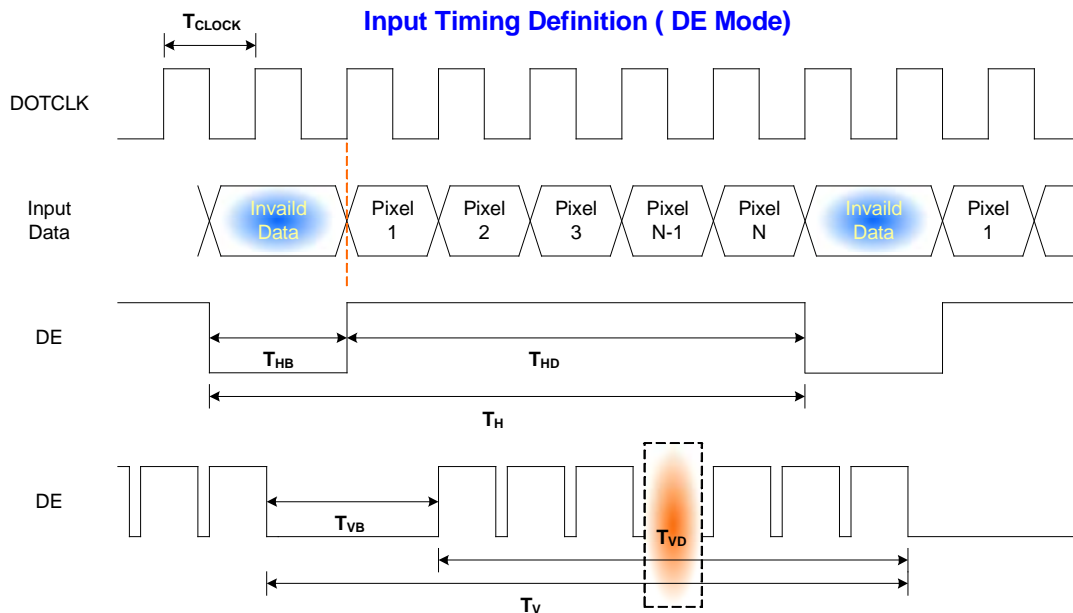 Input Timing Definition ( DE Mode)
TCLOCK
DOTCLK
Input
Data
Invaild
Data
Pixel
1
Pixel
2
Pixel
3
Pixel
N-1
Pixel
N
Invaild
Data
Pixel
1
DE
THB
THD
TH
DE
TVB
TVD
TV